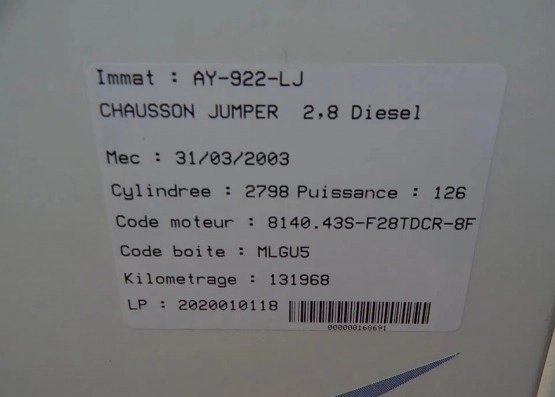 Immat : AY-922-LJ
CHAUSSON JUMPER 2,8 Diesel
Mec : 31/03/2003
Cylindree : 2798 Puissance : 126
Code moteur : 8140.43S-F28TDCR-8F
Code boite : MLGU5
Kilometrage : 131968
LP : 2020010118
000008168691